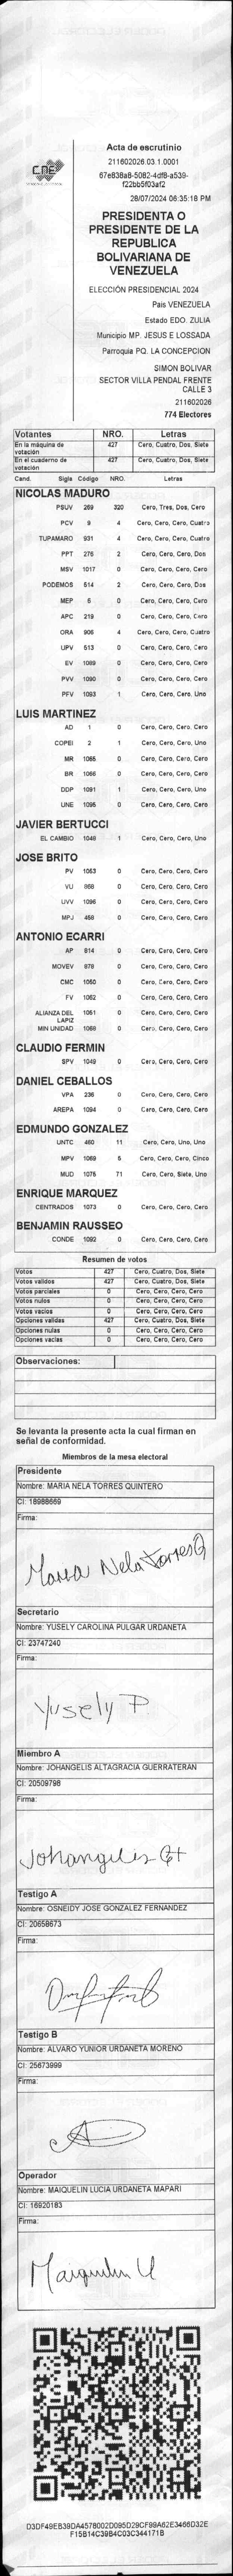 CNE
Acta de escrutinio
211602026.03.1.0001
67e838a8-5082-4df8-a539-
f22bb5f03af2
28/07/2024 06:35:18 PM
PRESIDENTA O
PRESIDENTE DE LA
REPUBLICA
BOLIVARIANA DE
VENEZUELA
ELECCIÓN PRESIDENCIAL 2024
Pais VENEZUELA
Estado EDO. ZULIA
Municipio MP. JESUS E LOSSADA
Parroquia PQ. LA CONCEPCION
SIMON BOLIVAR
SECTOR VILLA PENDAL FRENTE
CALLE 3
211602026
774 Electores
Votantes NRO. Letras
En la máquina de votación 427 Cero, Cuatro, Dos, Siete
En el cuaderno de votación 427 Cero, Cuatro, Dos, Siete
Cand. Sigla Código NRO. Letras
NICOLAS MADURO
PSUV 269 320 Cero, Tres, Dos, Cero
PCV 9 4 Cero, Cero, Cero, Cuatro
TUPAMARO 931 4 Cero, Cero, Cero, Cuatro
PPT 276 2 Cero, Cero, Cero, Dos
MSV 1017 0 Cero, Cero, Cero, Cero
PODEMOS 514 2 Cero, Cero, Cero, Dos
MEP 6 0 Cero, Cero, Cero, Cero
APC 219 0 Cero, Cero, Cero, Cero
ORA 906 4 Cero, Cero, Cero, Cuatro
UPV 513 0 Cero, Cero, Cero, Cero
EV 1089 0 Cero, Cero, Cero, Cero
PVV 1090 0 Cero, Cero, Cero, Cero
PFV 1093 1 Cero, Cero, Cero, Uno
LUIS MARTINEZ
AD 1 0 Cero, Cero, Cero, Cero
COPEI 2 1 Cero, Cero, Cero, Uno
MR 1065 0 Cero, Cero, Cero, Cero
BR 1066 0 Cero, Cero, Cero, Cero
DDP 1091 1 Cero, Cero, Cero, Uno
UNE 1095 0 Cero, Cero, Cero, Cero
JAVIER BERTUCCI
EL CAMBIO 1048 1 Cero, Cero, Cero, Uno
JOSE BRITO
PV 1053 0 Cero, Cero, Cero, Cero
VU 868 0 Cero, Cero, Cero, Cero
UVV 1096 0 Cero, Cero, Cero, Cero
MPJ 458 0 Cero, Cero, Cero, Cero
ANTONIO ECARRI
AP 814 0 Cero, Cero, Cero, Cero
MOVEV 878 0 Cero, Cero, Cero, Cero
CMC 1050 0 Cero, Cero, Cero, Cero
FV 1062 0 Cero, Cero, Cero, Cero
ALIANZA DEL LAPIZ 1051 0 Cero, Cero, Cero, Cero
MIN UNIDAD 1068 0 Cero, Cero, Cero, Cero
CLAUDIO FERMIN
SPV 1049 0 Cero, Cero, Cero, Cero
DANIEL CEBALLOS
VPA 236 0 Cero, Cero, Cero, Cero
AREPA 1094 0 Cero, Cero, Cero, Cero
EDMUNDO GONZALEZ
UNTC 460 11 Cero, Cero, Uno, Uno
MPV 1069 5 Cero, Cero, Cero, Cinco
MUD 1075 71 Cero, Cero, Siete, Uno
ENRIQUE MARQUEZ
CENTRADOS 1073 0 Cero, Cero, Cero, Cero
BENJAMIN RAUSSEO
CONDE 1092 0 Cero, Cero, Cero, Cero
Resumen de votos
Votos 427 Cero, Cuatro, Dos, Siete
Votos validos 427 Cero, Cuatro, Dos, Siete
Votos parciales 0 Cero, Cero, Cero, Cero
Votos nulos 0 Cero, Cero, Cero, Cero
Votos vacios 0 Cero, Cero, Cero, Cero
Opciones validas 427 Cero, Cuatro, Dos, Siete
Opciones nulas 0 Cero, Cero, Cero, Cero
Opciones vacias 0 Cero, Cero, Cero, Cero
Observaciones:
Se levanta la presente acta la cual firman en
señal de conformidad.
Miembros de la mesa electoral
Presidente
Nombre: MARIA NELA TORRES QUINTERO
CI: 18988669
Firma:
Maria Nela Torres Q
Secretario
Nombre: YUSELY CAROLINA PULGAR URDANETA
CI: 23747240
Firma:
Yusely P.
Miembro A
Nombre: JOHANGELIS ALTAGRACIA GUERRATERAN
CI: 20509798
Firma:
Johangelis Gt
Testigo A
Nombre: OSNEIDY JOSE GONZALEZ FERNANDEZ
CI: 20658673
Firma:
Testigo B
Nombre: ALVARO YUNIOR URDANETA MORENO
CI: 25673999
Firma:
Operador
Nombre: MAIQUELIN LUCIA URDANETA MAPARI
CI: 16920183
Firma:
Maiquelin U
D3DF49EB39DA4578002D095D29CF99A62E3466D32E
F15B14C39B4C03C344171B